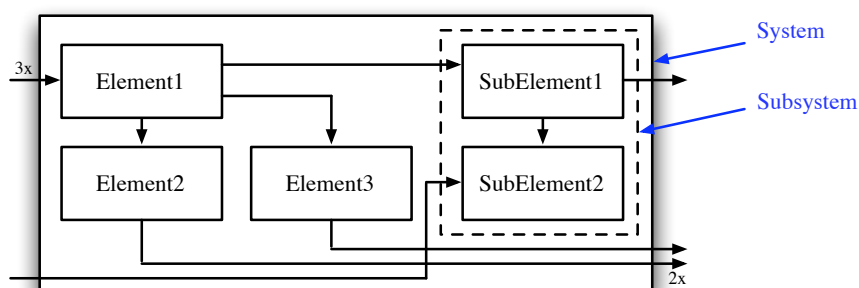 System
3x
Element1
SubElement1
Subsystem
Element2
Element3
SubElement2
2x